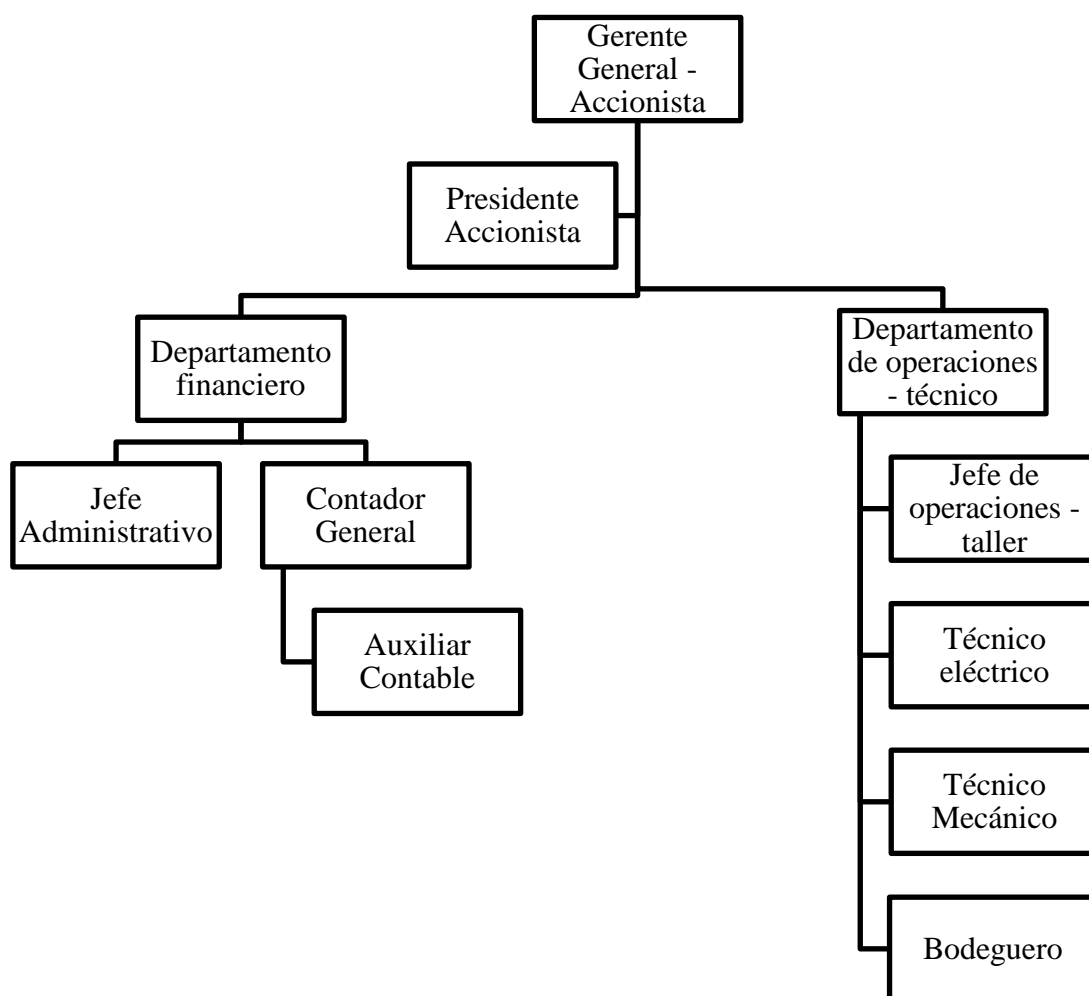 Gerente
General -
Accionista
Presidente
Accionista
Departamento
financiero
Departamento
de operaciones
- técnico
Jefe
Administrativo
Contador
General
Auxiliar
Contable
Jefe de
operaciones -
taller
Técnico
eléctrico
Técnico
Mecánico
Bodeguero